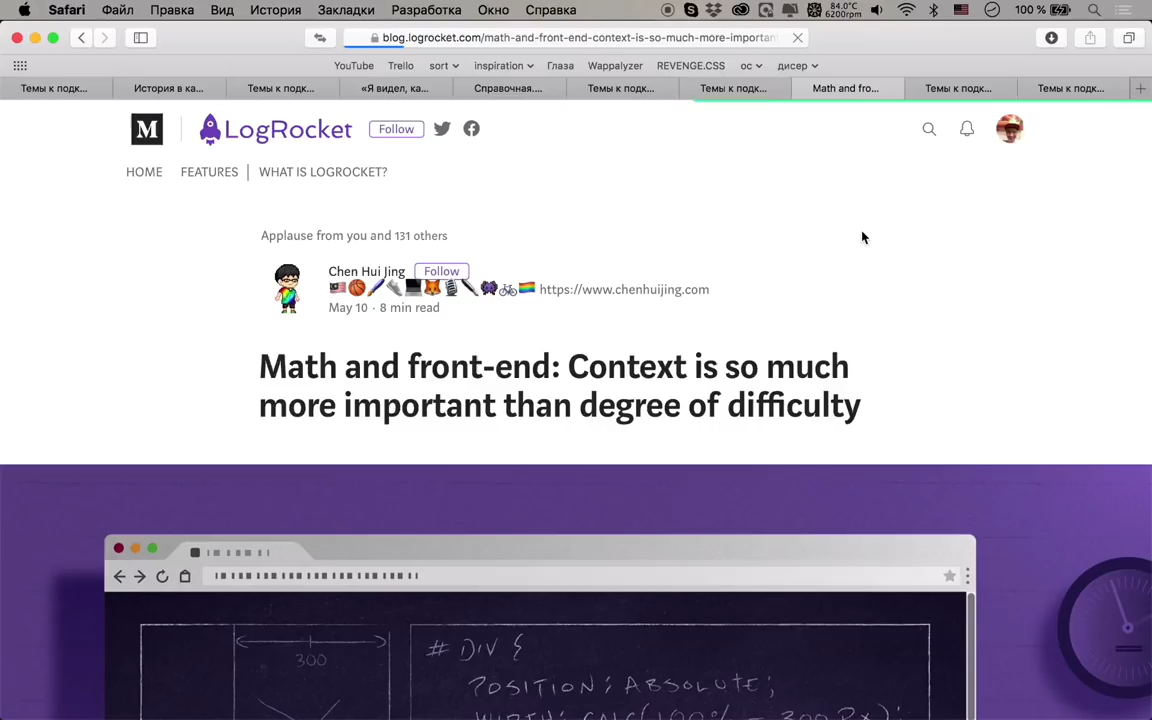 Safari Файл Правка Вид История Закладки Разработка Окно Справка 84.0°C 6200rpm 100 %
blog.logrocket.com/math-and-front-end-context-is-so-much-more-importan
YouTube Trello sort inspiration Глаза Wappalyzer REVENGE.CSS ос дисер
Темы к подк... История в ка... Темы к подк... «Я видел, ка... Справочная.... Темы к подк... Темы к подк... Math and fro... Темы к подк... Темы к подк...
M LogRocket Follow
HOME FEATURES WHAT IS LOGROCKET?
Applause from you and 131 others
Chen Hui Jing Follow
https://www.chenhuijing.com
May 10 · 8 min read
Math and front-end: Context is so much
more important than degree of difficulty
300
# DIV {
POSITION: ABSOLUTE;
WIDTH: CALC(100% - 300PX);